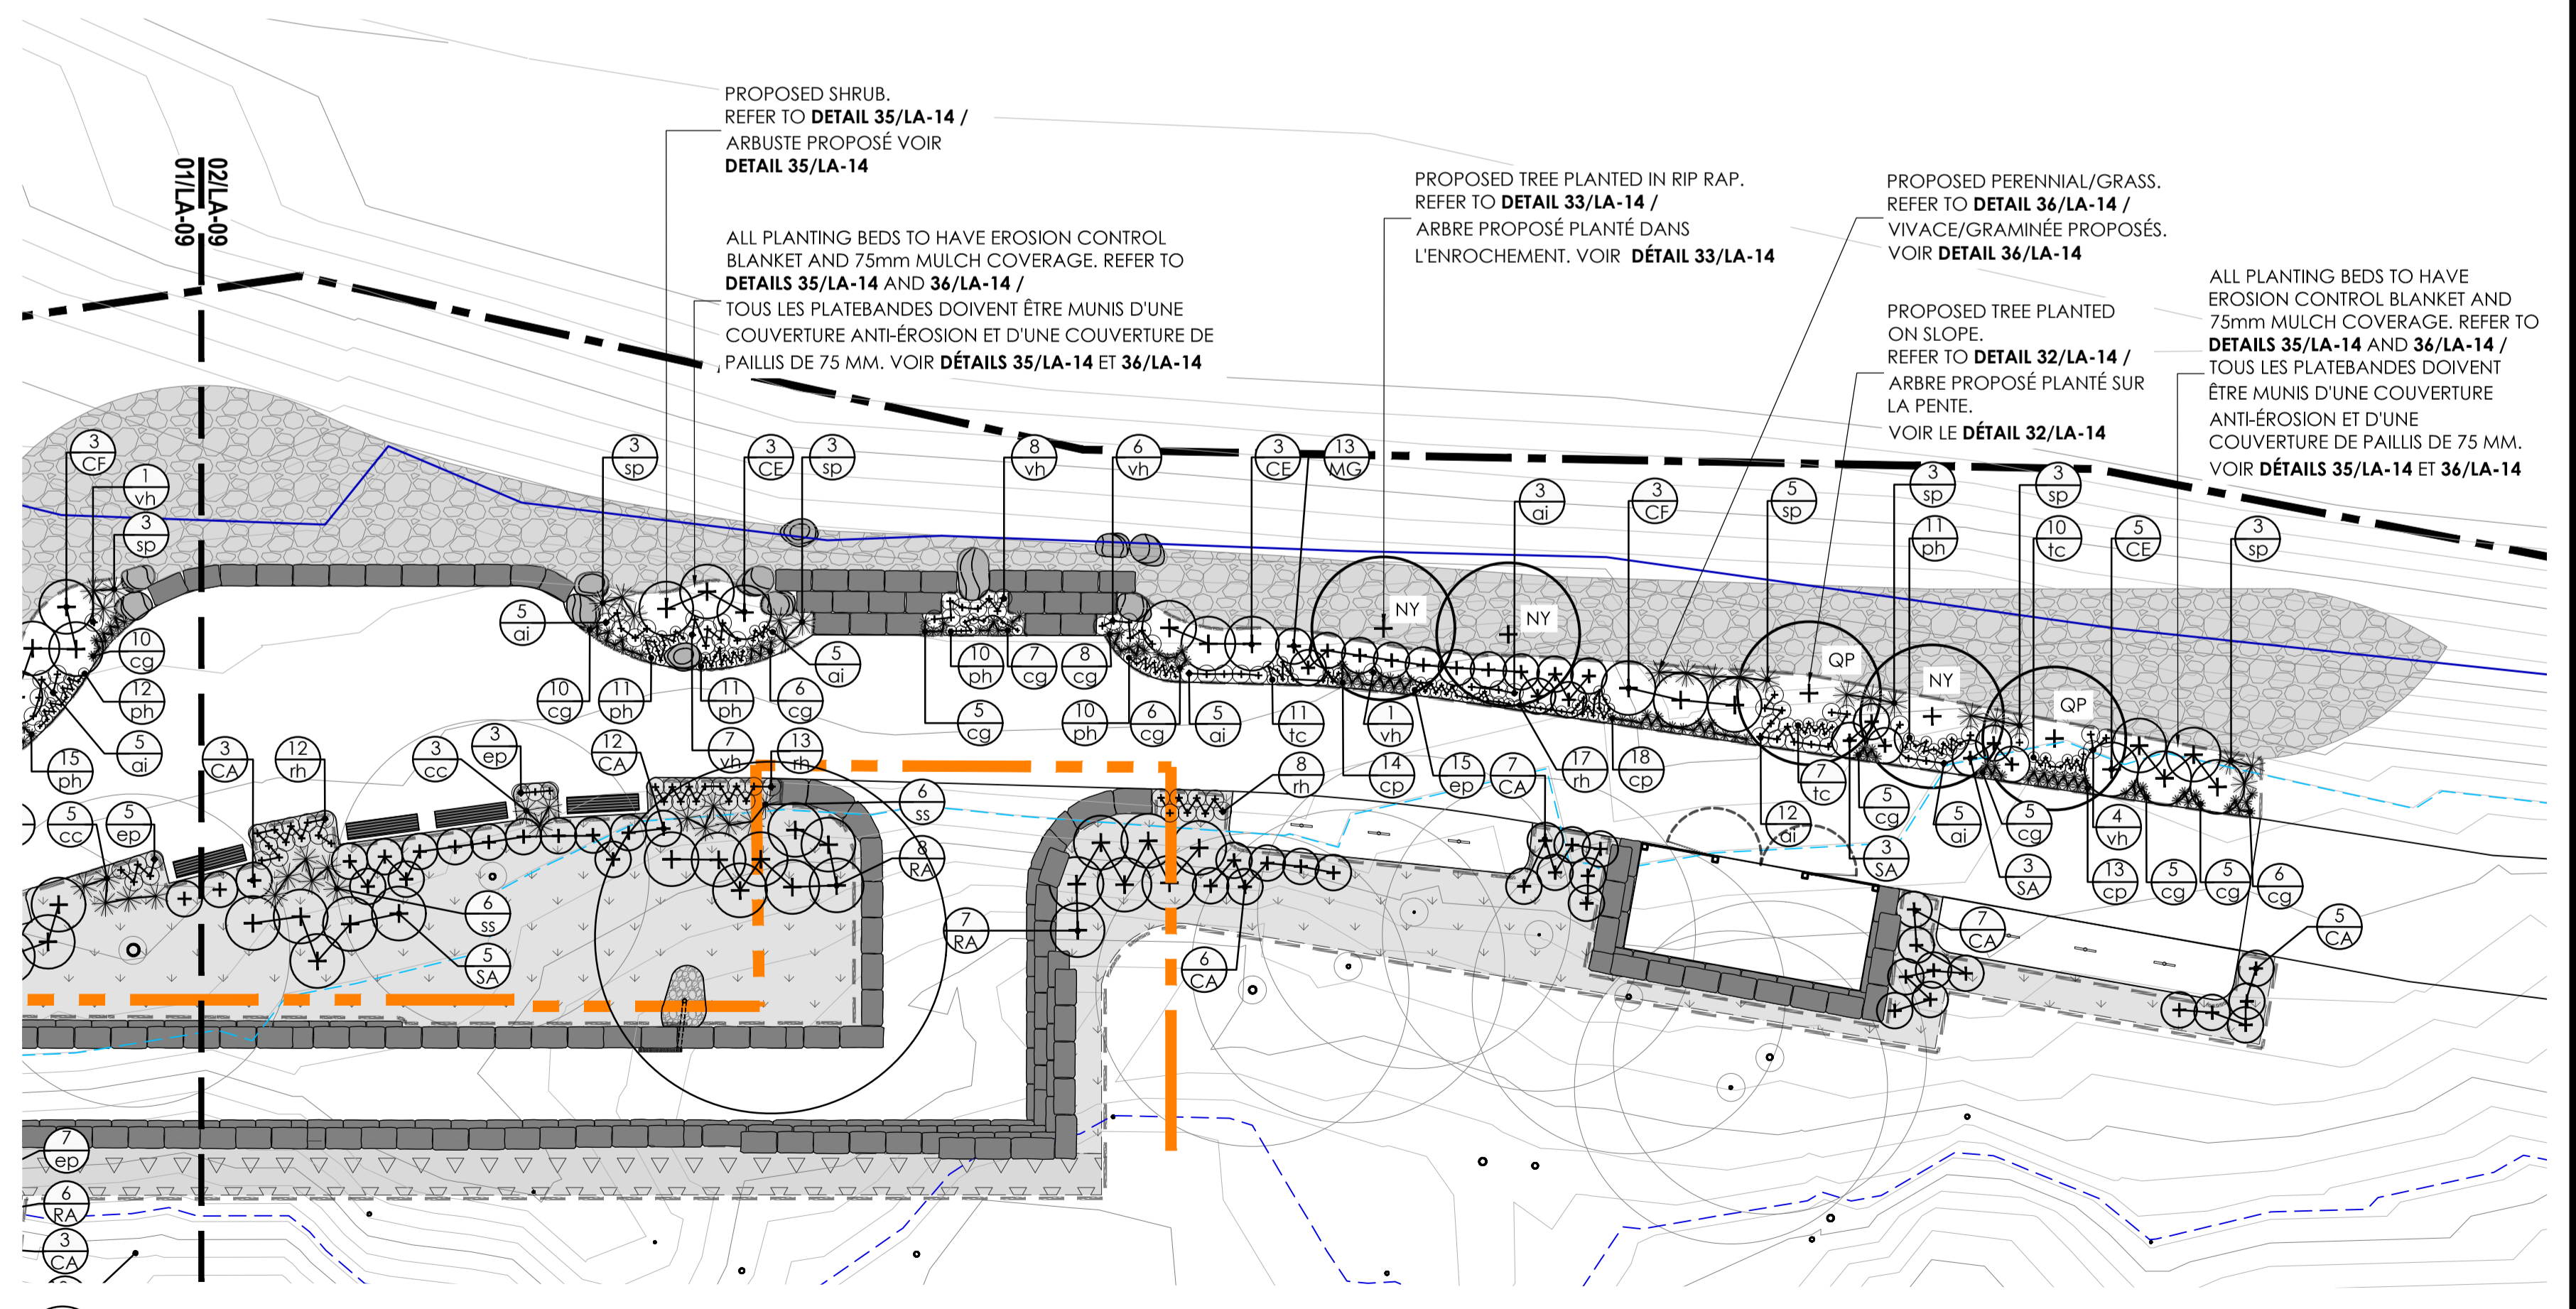 PROPOSED SHRUB.
REFER TO DETAIL 35/LA-14 /
ARBUSTE PROPOSÉ VOIR
DETAIL 35/LA-14
ALL PLANTING BEDS TO HAVE EROSION CONTROL
BLANKET AND 75mm MULCH COVERAGE. REFER TO
DETAILS 35/LA-14 AND 36/LA-14 /
TOUS LES PLATEBANDES DOIVENT ÊTRE MUNIS D'UNE
COUVERTURE ANTI-ÉROSION ET D'UNE COUVERTURE DE
PAILLIS DE 75 MM. VOIR DÉTAILS 35/LA-14 ET 36/LA-14
PROPOSED TREE PLANTED IN RIP RAP.
REFER TO DETAIL 33/LA-14 /
ARBRE PROPOSÉ PLANTÉ DANS
L'ENROCHEMENT. VOIR DÉTAIL 33/LA-14
PROPOSED PERENNIAL/GRASS.
REFER TO DETAIL 36/LA-14 /
VIVACE/GRAMINÉE PROPOSÉS.
VOIR DETAIL 36/LA-14
PROPOSED TREE PLANTED
ON SLOPE.
REFER TO DETAIL 32/LA-14 /
ARBRE PROPOSÉ PLANTÉ SUR
LA PENTE.
VOIR LE DÉTAIL 32/LA-14
ALL PLANTING BEDS TO HAVE
EROSION CONTROL BLANKET AND
75mm MULCH COVERAGE. REFER TO
DETAILS 35/LA-14 AND 36/LA-14 /
TOUS LES PLATEBANDES DOIVENT
ÊTRE MUNIS D'UNE COUVERTURE
ANTI-ÉROSION ET D'UNE
COUVERTURE DE PAILLIS DE 75 MM.
VOIR DÉTAILS 35/LA-14 ET 36/LA-14
01/LA-09
02/LA-09
3
CF
1
vh
3
sp
3
sp
3
CE
3
sp
8
vh
6
vh
3
CE
13
MG
3
ai
3
CF
5
sp
3
sp
3
sp
11
ph
10
tc
5
CE
3
sp
NY
NY
QP
NY
QP
10
cg
12
ph
5
ai
15
ph
5
ai
10
cg
11
ph
11
ph
6
cg
5
ai
7
vh
13
rh
10
ph
7
cg
8
cg
5
cg
10
ph
6
cg
5
ai
11
tc
1
vh
14
cp
15
ep
7
CA
17
rh
18
cp
8
rh
12
ai
7
tc
5
cg
3
SA
5
ai
5
cg
3
SA
4
vh
13
cp
5
cg
5
cg
6
cg
3
CA
12
rh
3
cc
3
ep
12
CA
5
cc
5
ep
6
ss
8
RA
6
ss
5
SA
7
RA
6
CA
7
CA
5
CA
7
ep
6
RA
3
CA